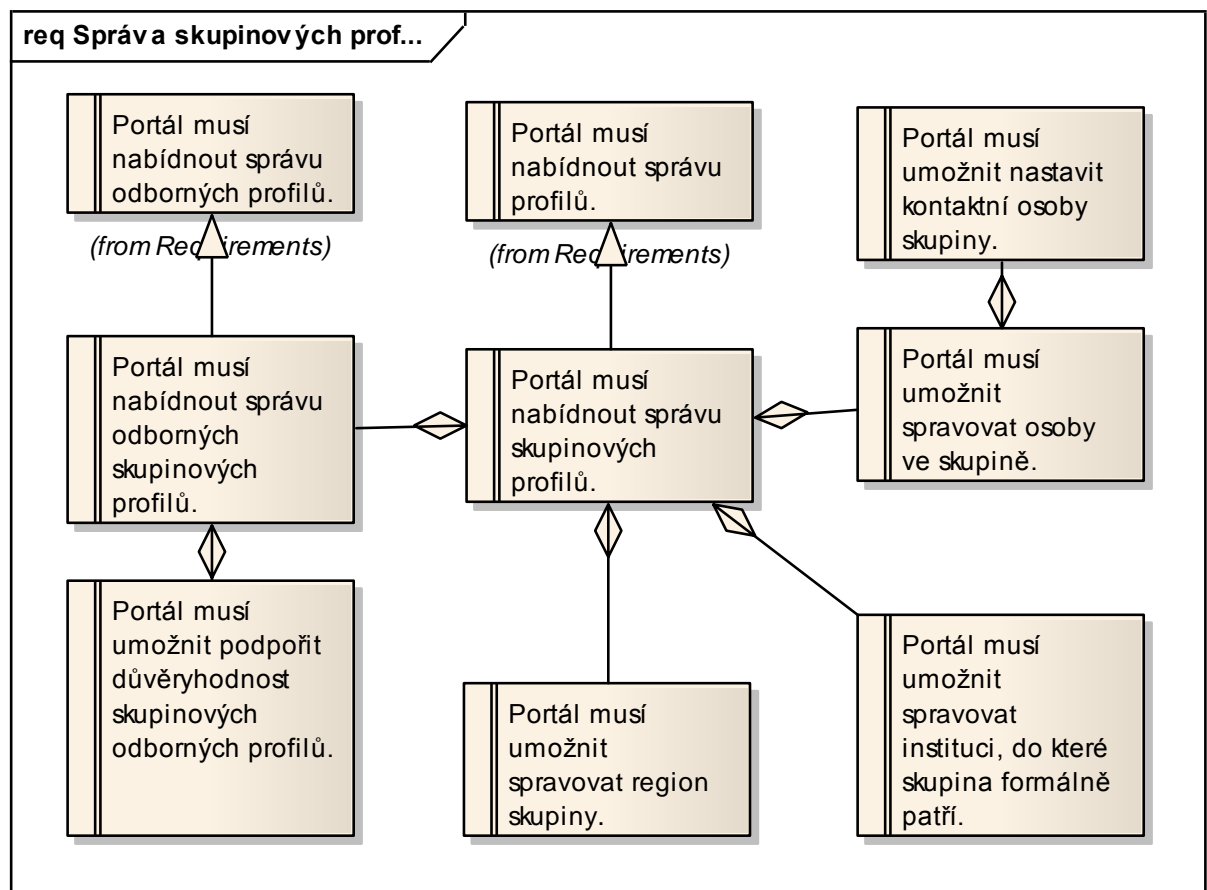 req Správa skupinových prof...
Portál musí
nabídnout správu
odborných profilů.
(from Requirements)
Portál musí
nabídnout správu
profilů.
(from Requirements)
Portál musí
umožnit nastavit
kontaktní osoby
skupiny.
Portál musí
nabídnout správu
odborných
skupinových
profilů.
Portál musí
nabídnout správu
skupinových
profilů.
Portál musí
umožnit
spravovat osoby
ve skupině.
Portál musí
umožnit podpořit
důvěryhodnost
skupinových
odborných profilů.
Portál musí
umožnit
spravovat region
skupiny.
Portál musí
umožnit
spravovat
instituci, do které
skupina formálně
patří.